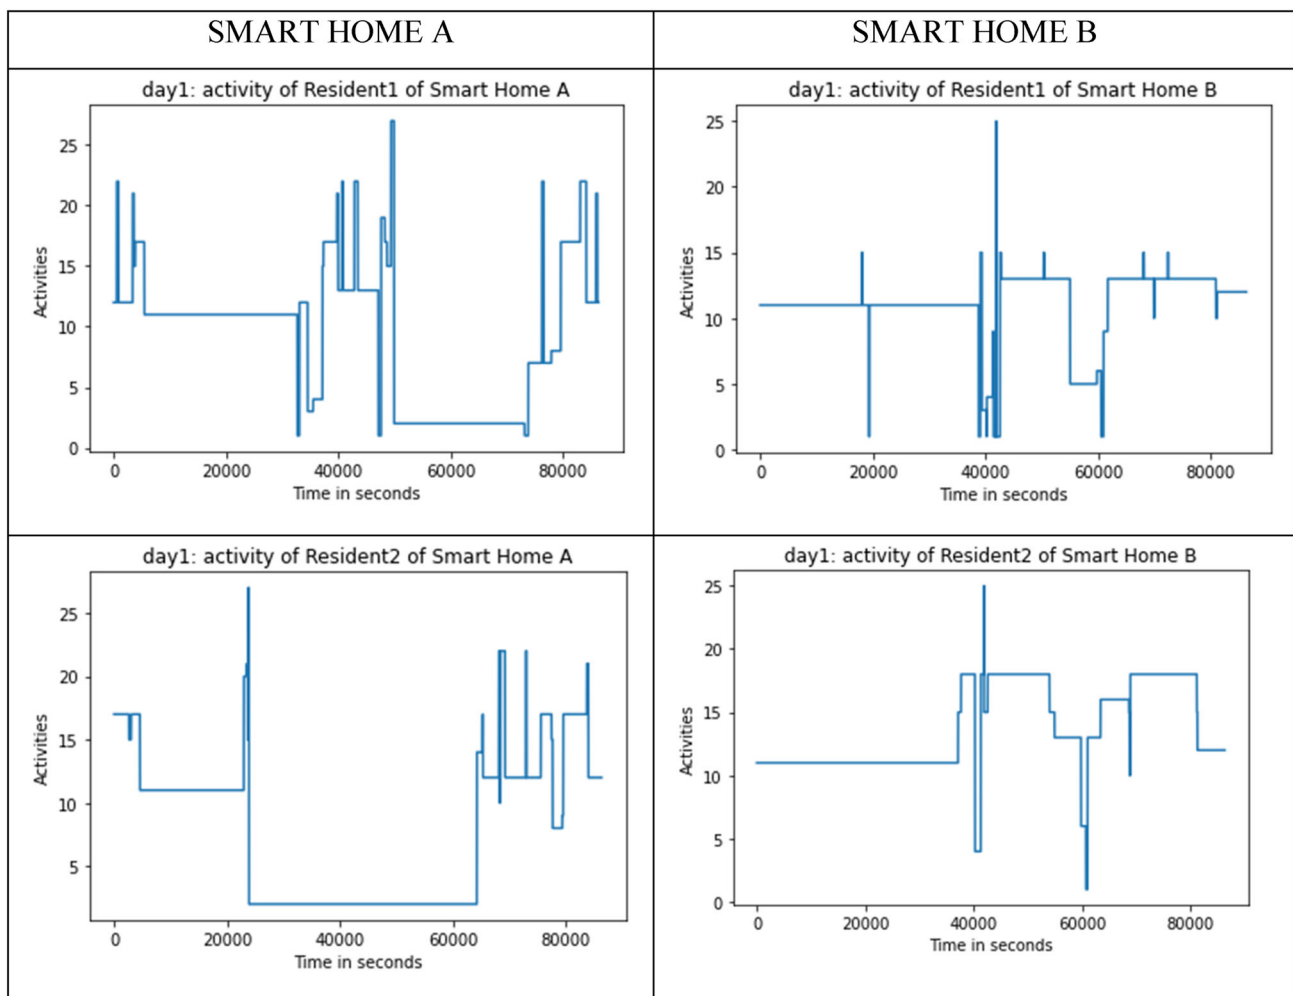 SMART HOME A
SMART HOME B
day1: activity of Resident1 of Smart Home A
25
20
15
10
5
0
Activities
0 20000 40000 60000 80000
Time in seconds
day1: activity of Resident1 of Smart Home B
25
20
15
10
5
0
Activities
0 20000 40000 60000 80000
Time in seconds
day1: activity of Resident2 of Smart Home A
25
20
15
10
5
Activities
0 20000 40000 60000 80000
Time in seconds
day1: activity of Resident2 of Smart Home B
25
20
15
10
5
0
Activities
0 20000 40000 60000 80000
Time in seconds